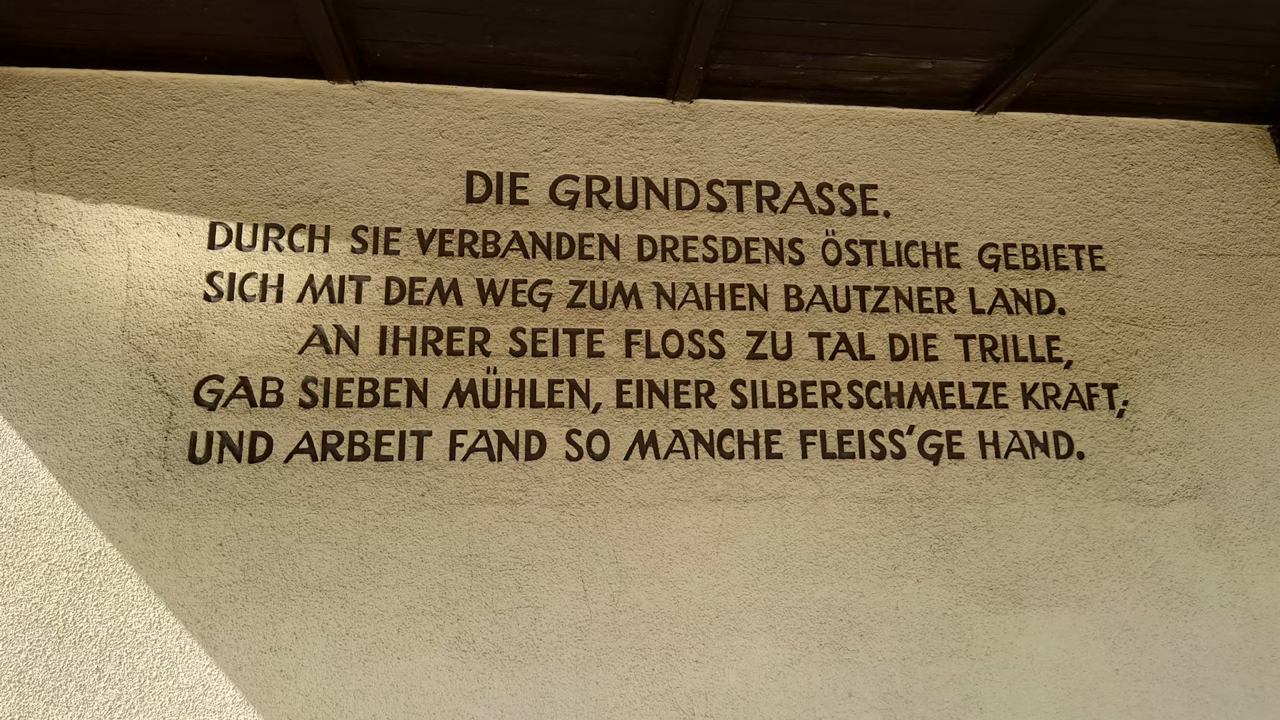 DIE GRUNDSTRASSE.
DURCH SIE VERBANDEN DRESDENS ÖSTLICHE GEBIETE
SICH MIT DEM WEG ZUM NAHEN BAUTZNER LAND.
AN IHRER SEITE FLOSS ZU TAL DIE TRILLE,
GAB SIEBEN MÜHLEN, EINER SILBERSCHMELZE KRAFT;
UND ARBEIT FAND SO MANCHE FLEISS'GE HAND.